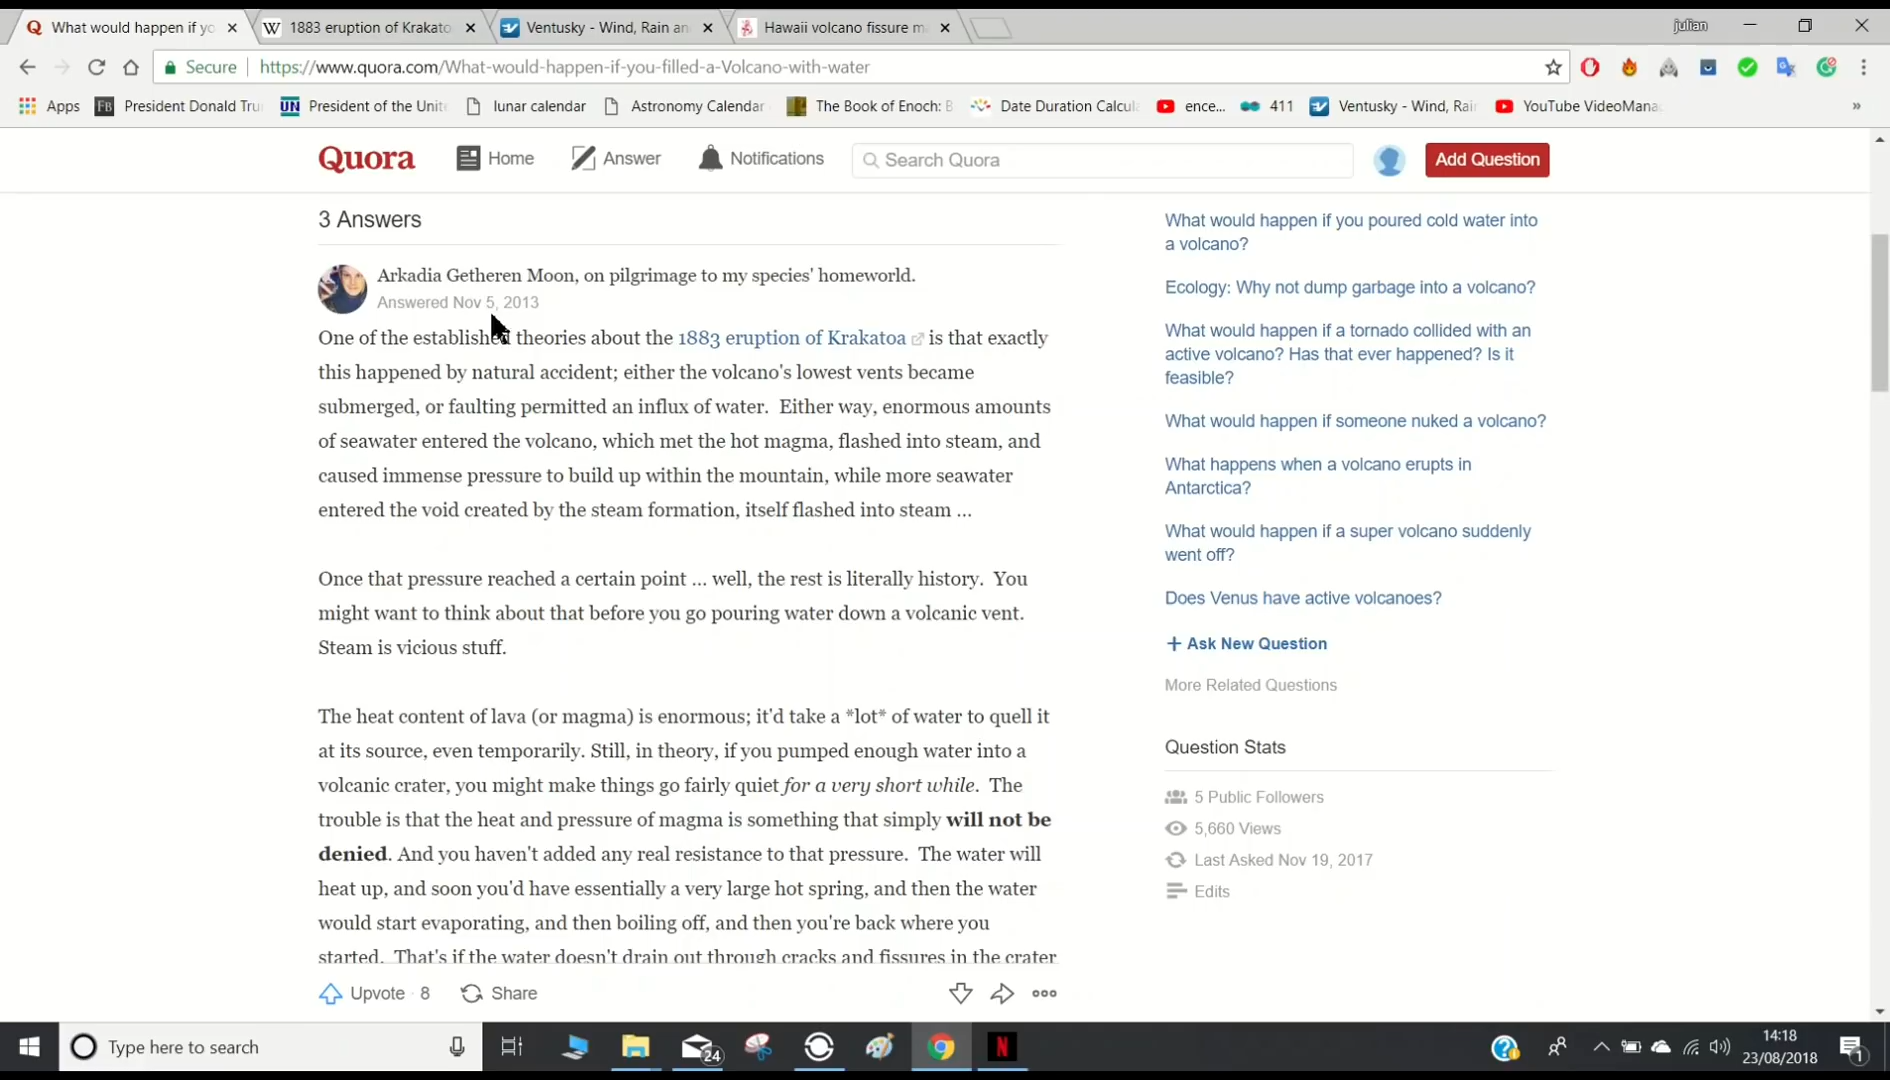 What would happen if yo
1883 eruption of Krakato
Ventusky - Wind, Rain an
Hawaii volcano fissure m
julian
Secure
https://www.quora.com/What-would-happen-if-you-filled-a-Volcano-with-water
Apps
FB President Donald Tru
UN President of the Unite
lunar calendar
Astronomy Calendar
The Book of Enoch: B
Date Duration Calcul
ence...
411
Ventusky - Wind, Rai
YouTube VideoMana
»
Quora
Home
Answer
Notifications
Search Quora
Add Question
3 Answers
Arkadia Getheren Moon, on pilgrimage to my species' homeworld.
Answered Nov 5, 2013
One of the established theories about the 1883 eruption of Krakatoa is that exactly
this happened by natural accident; either the volcano's lowest vents became
submerged, or faulting permitted an influx of water. Either way, enormous amounts
of seawater entered the volcano, which met the hot magma, flashed into steam, and
caused immense pressure to build up within the mountain, while more seawater
entered the void created by the steam formation, itself flashed into steam ...
Once that pressure reached a certain point ... well, the rest is literally history. You
might want to think about that before you go pouring water down a volcanic vent.
Steam is vicious stuff.
The heat content of lava (or magma) is enormous; it'd take a *lot* of water to quell it
at its source, even temporarily. Still, in theory, if you pumped enough water into a
volcanic crater, you might make things go fairly quiet for a very short while. The
trouble is that the heat and pressure of magma is something that simply will not be
denied. And you haven't added any real resistance to that pressure. The water will
heat up, and soon you'd have essentially a very large hot spring, and then the water
would start evaporating, and then boiling off, and then you're back where you
started. That's if the water doesn't drain out through cracks and fissures in the crater
Upvote · 8
Share
What would happen if you poured cold water into
a volcano?
Ecology: Why not dump garbage into a volcano?
What would happen if a tornado collided with an
active volcano? Has that ever happened? Is it
feasible?
What would happen if someone nuked a volcano?
What happens when a volcano erupts in
Antarctica?
What would happen if a super volcano suddenly
went off?
Does Venus have active volcanoes?
+ Ask New Question
More Related Questions
Question Stats
5 Public Followers
5,660 Views
Last Asked Nov 19, 2017
Edits
Type here to search
24
N
14:18
23/08/2018
1